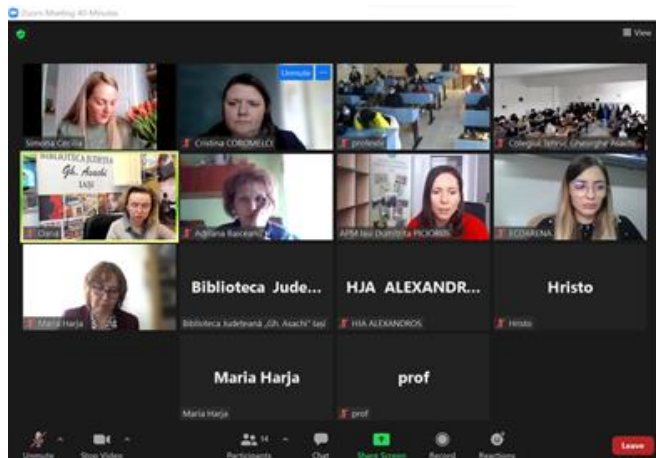 Zoom Meeting 40-Minutes
View
Simona Cecilia
Unmute
Cristina COROMELCI
profesor
Colegiul Tehnic Gheorghe Asachi
BIBLIOTECA JUDEȚEA
Gh. Asachi
IAȘI
Oana
Adriana Baiceanu
APM Iasi Dumitrita PICIOROS
ECOARENA
Maria Harja
Biblioteca Jude...
Biblioteca Județeană „Gh. Asachi" Iași
HJA ALEXANDR...
HJA ALEXANDROS
Hristo
Hristo
Maria Harja
Maria Harja
prof
prof
Unmute
Stop Video
14
Participants
Chat
Share Screen
Record
Reactions
Leave